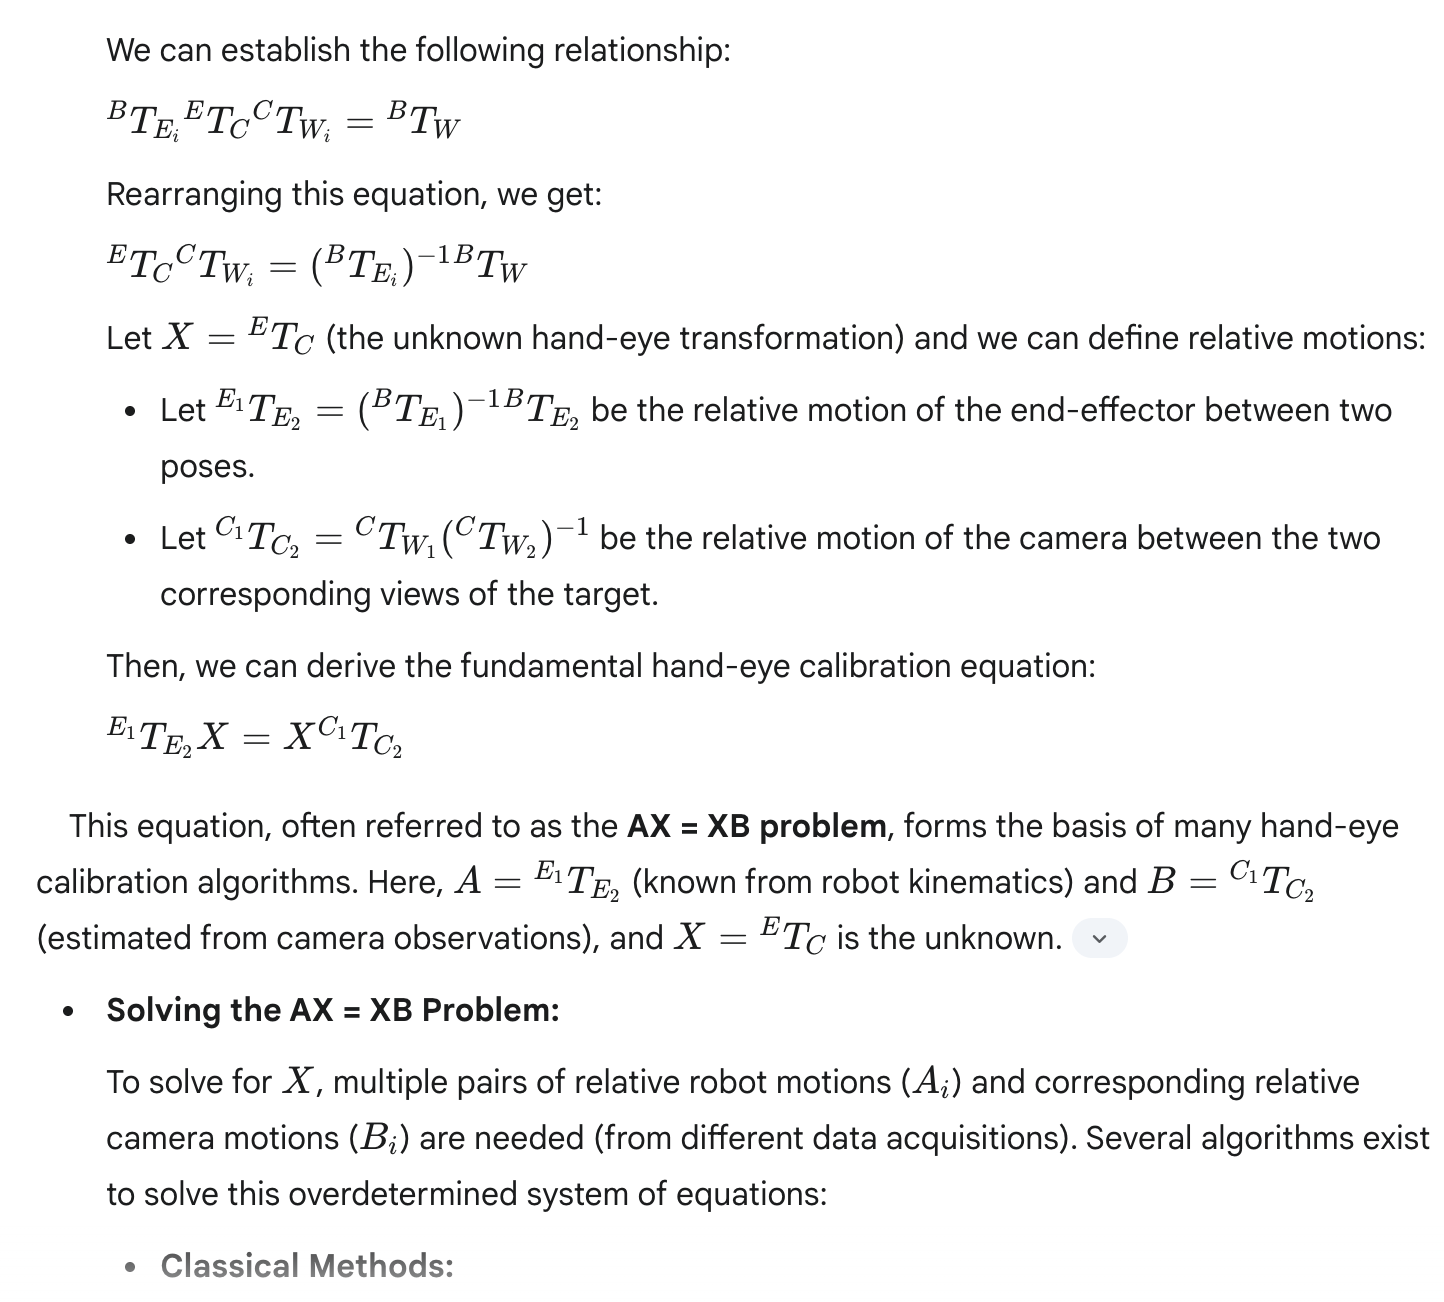 We can establish the following relationship:
$^{B}T_{E_i}{}^{E}T_{C}{}^{C}T_{W_i} = {}^{B}T_{W}$
Rearranging this equation, we get:
$^{E}T_{C}{}^{C}T_{W_i} = ({}^{B}T_{E_i})^{-1}{}^{B}T_{W}$
Let $X = {}^{E}T_{C}$ (the unknown hand-eye transformation) and we can define relative motions:
• Let $^{E_1}T_{E_2} = ({}^{B}T_{E_1})^{-1}{}^{B}T_{E_2}$ be the relative motion of the end-effector between two
poses.
• Let $^{C_1}T_{C_2} = {}^{C}T_{W_1}({}^{C}T_{W_2})^{-1}$ be the relative motion of the camera between the two
corresponding views of the target.
Then, we can derive the fundamental hand-eye calibration equation:
$^{E_1}T_{E_2}X = X{}^{C_1}T_{C_2}$
This equation, often referred to as the AX = XB problem, forms the basis of many hand-eye
calibration algorithms. Here, $A = {}^{E_1}T_{E_2}$ (known from robot kinematics) and $B = {}^{C_1}T_{C_2}$
(estimated from camera observations), and $X = {}^{E}T_{C}$ is the unknown.
• Solving the AX = XB Problem:
To solve for $X$, multiple pairs of relative robot motions ($A_i$) and corresponding relative
camera motions ($B_i$) are needed (from different data acquisitions). Several algorithms exist
to solve this overdetermined system of equations:
• Classical Methods: